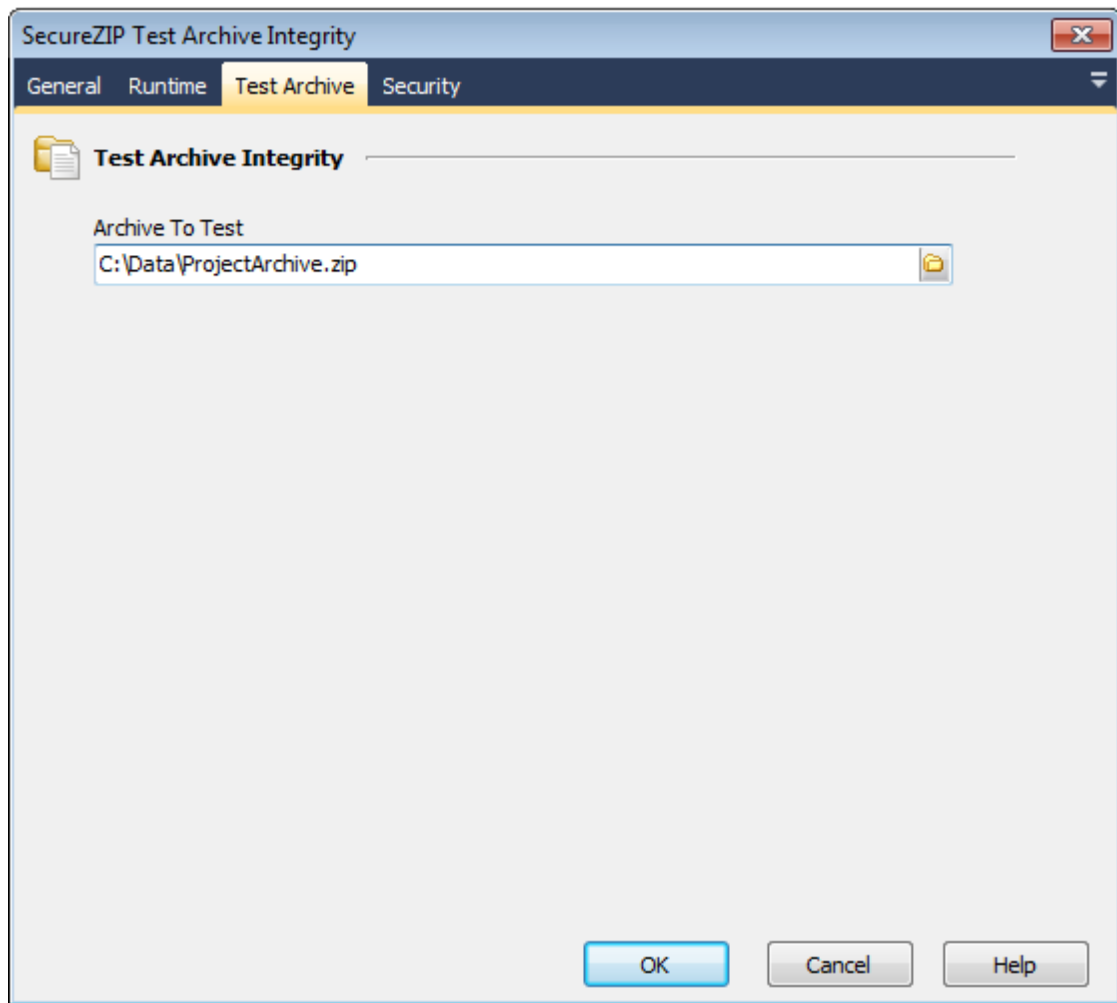 SecureZIP Test Archive Integrity
General Runtime Test Archive Security
Test Archive Integrity
Archive To Test
C:\Data\ProjectArchive.zip
OK Cancel Help